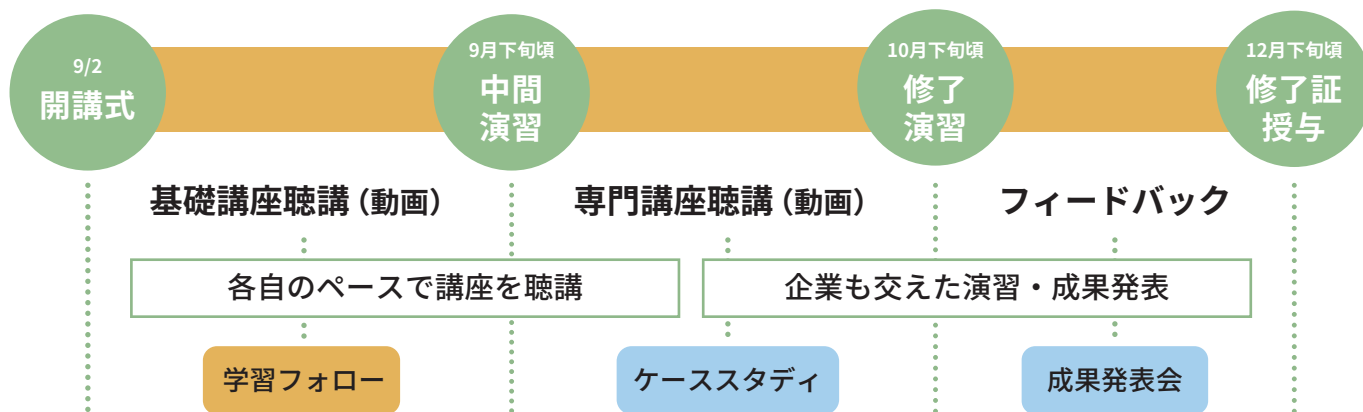 9/2
開講式
9月下旬頃
中間
演習
10月下旬頃
修了
演習
12月下旬頃
修了証
授与
基礎講座聴講（動画）
専門講座聴講（動画）
フィードバック
各自のペースで講座を聴講
企業も交えた演習・成果発表
学習フォロー
ケーススタディ
成果発表会